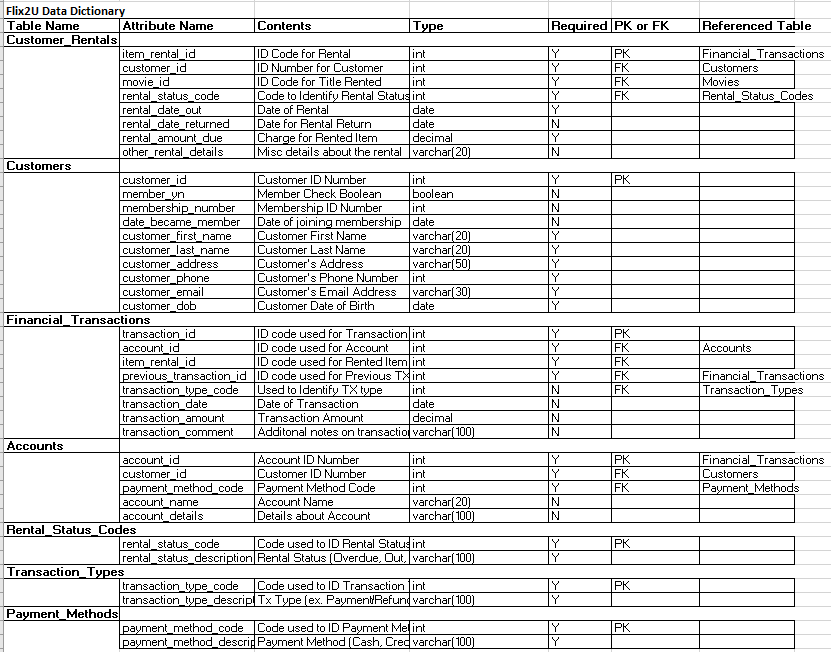 Flix2U Data Dictionary
Table Name Attribute Name Contents Type Required PK or FK Referenced Table
Customer_Rentals
item_rental_id ID Code for Rental int Y PK Financial_Transactions
customer_id ID Number for Customer int Y FK Customers
movie_id ID Code for Title Rented int Y FK Movies
rental_status_code Code to Identify Rental Status int Y FK Rental_Status_Codes
rental_date_out Date of Rental date Y
rental_date_returned Date for Rental Return date N
rental_amount_due Charge for Rented Item decimal Y
other_rental_details Misc details about the rental varchar(20) N
Customers
customer_id Customer ID Number int Y PK
member_yn Member Check Boolean boolean N
membership_number Membership ID Number int N
date_became_member Date of joining membership date N
customer_first_name Customer First Name varchar(20) Y
customer_last_name Customer Last Name varchar(20) Y
customer_address Customer's Address varchar(50) Y
customer_phone Customer's Phone Number int Y
customer_email Customer's Email Address varchar(30) Y
customer_dob Customer Date of Birth date Y
Financial_Transactions
transaction_id ID code used for Transaction int Y PK
account_id ID code used for Account int Y FK Accounts
item_rental_id ID code used for Rented Item int Y FK
previous_transaction_id ID code used for Previous TX int Y FK Financial_Transactions
transaction_type_code Used to Identify TX type int N FK Transaction_Types
transaction_date Date of Transaction date N
transaction_amount Transaction Amount decimal N
transaction_comment Additonal notes on transactio varchar(100) N
Accounts
account_id Account ID Number int Y PK Financial_Transactions
customer_id Customer ID Number int Y FK Customers
payment_method_code Payment Method Code int Y FK Payment_Methods
account_name Account Name varchar(20) N
account_details Details about Account varchar(100) N
Rental_Status_Codes
rental_status_code Code used to ID Rental Status int Y PK
rental_status_description Rental Status (Overdue, Out, varchar(100) Y
Transaction_Types
transaction_type_code Code used to ID Transaction int Y PK
transaction_type_descript Tx Type (ex. Payment/Refund varchar(100) Y
Payment_Methods
payment_method_code Code used to ID Payment Met int Y PK
payment_method_descrip Payment Method (Cash, Cred varchar(100) Y